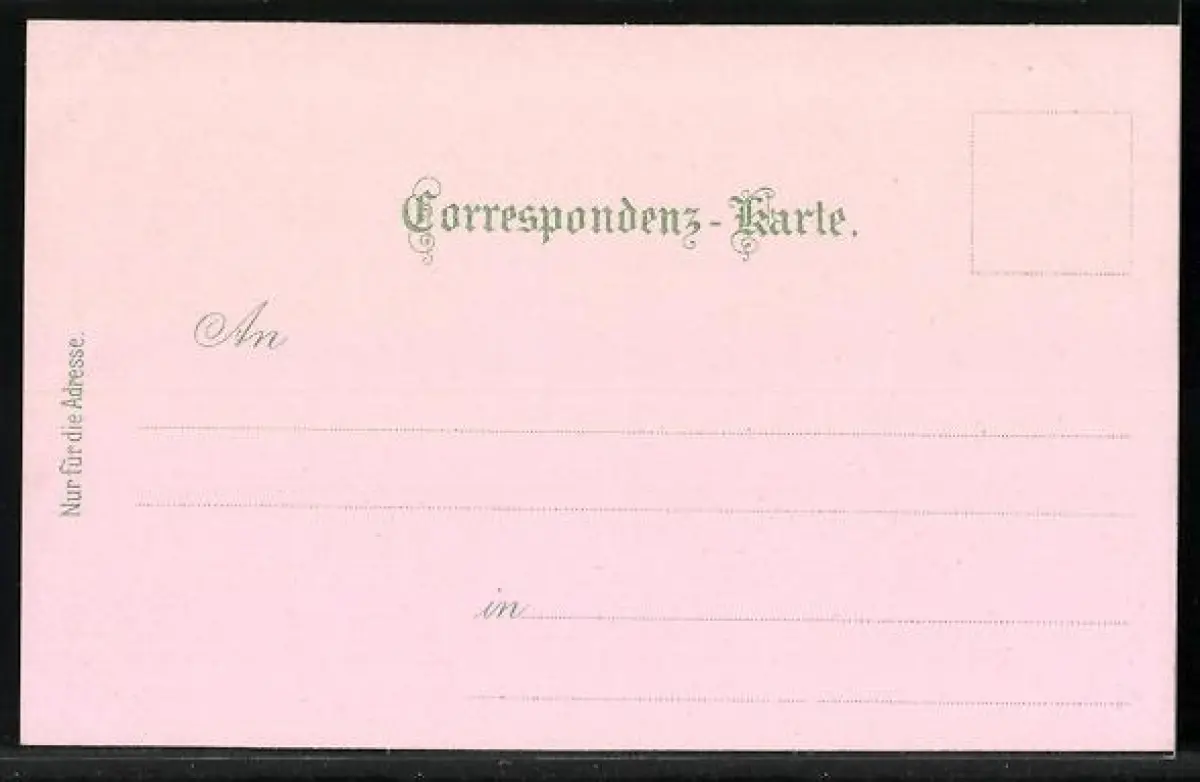 Correspondenz-Karte.
An
Nur für die Adresse.
in